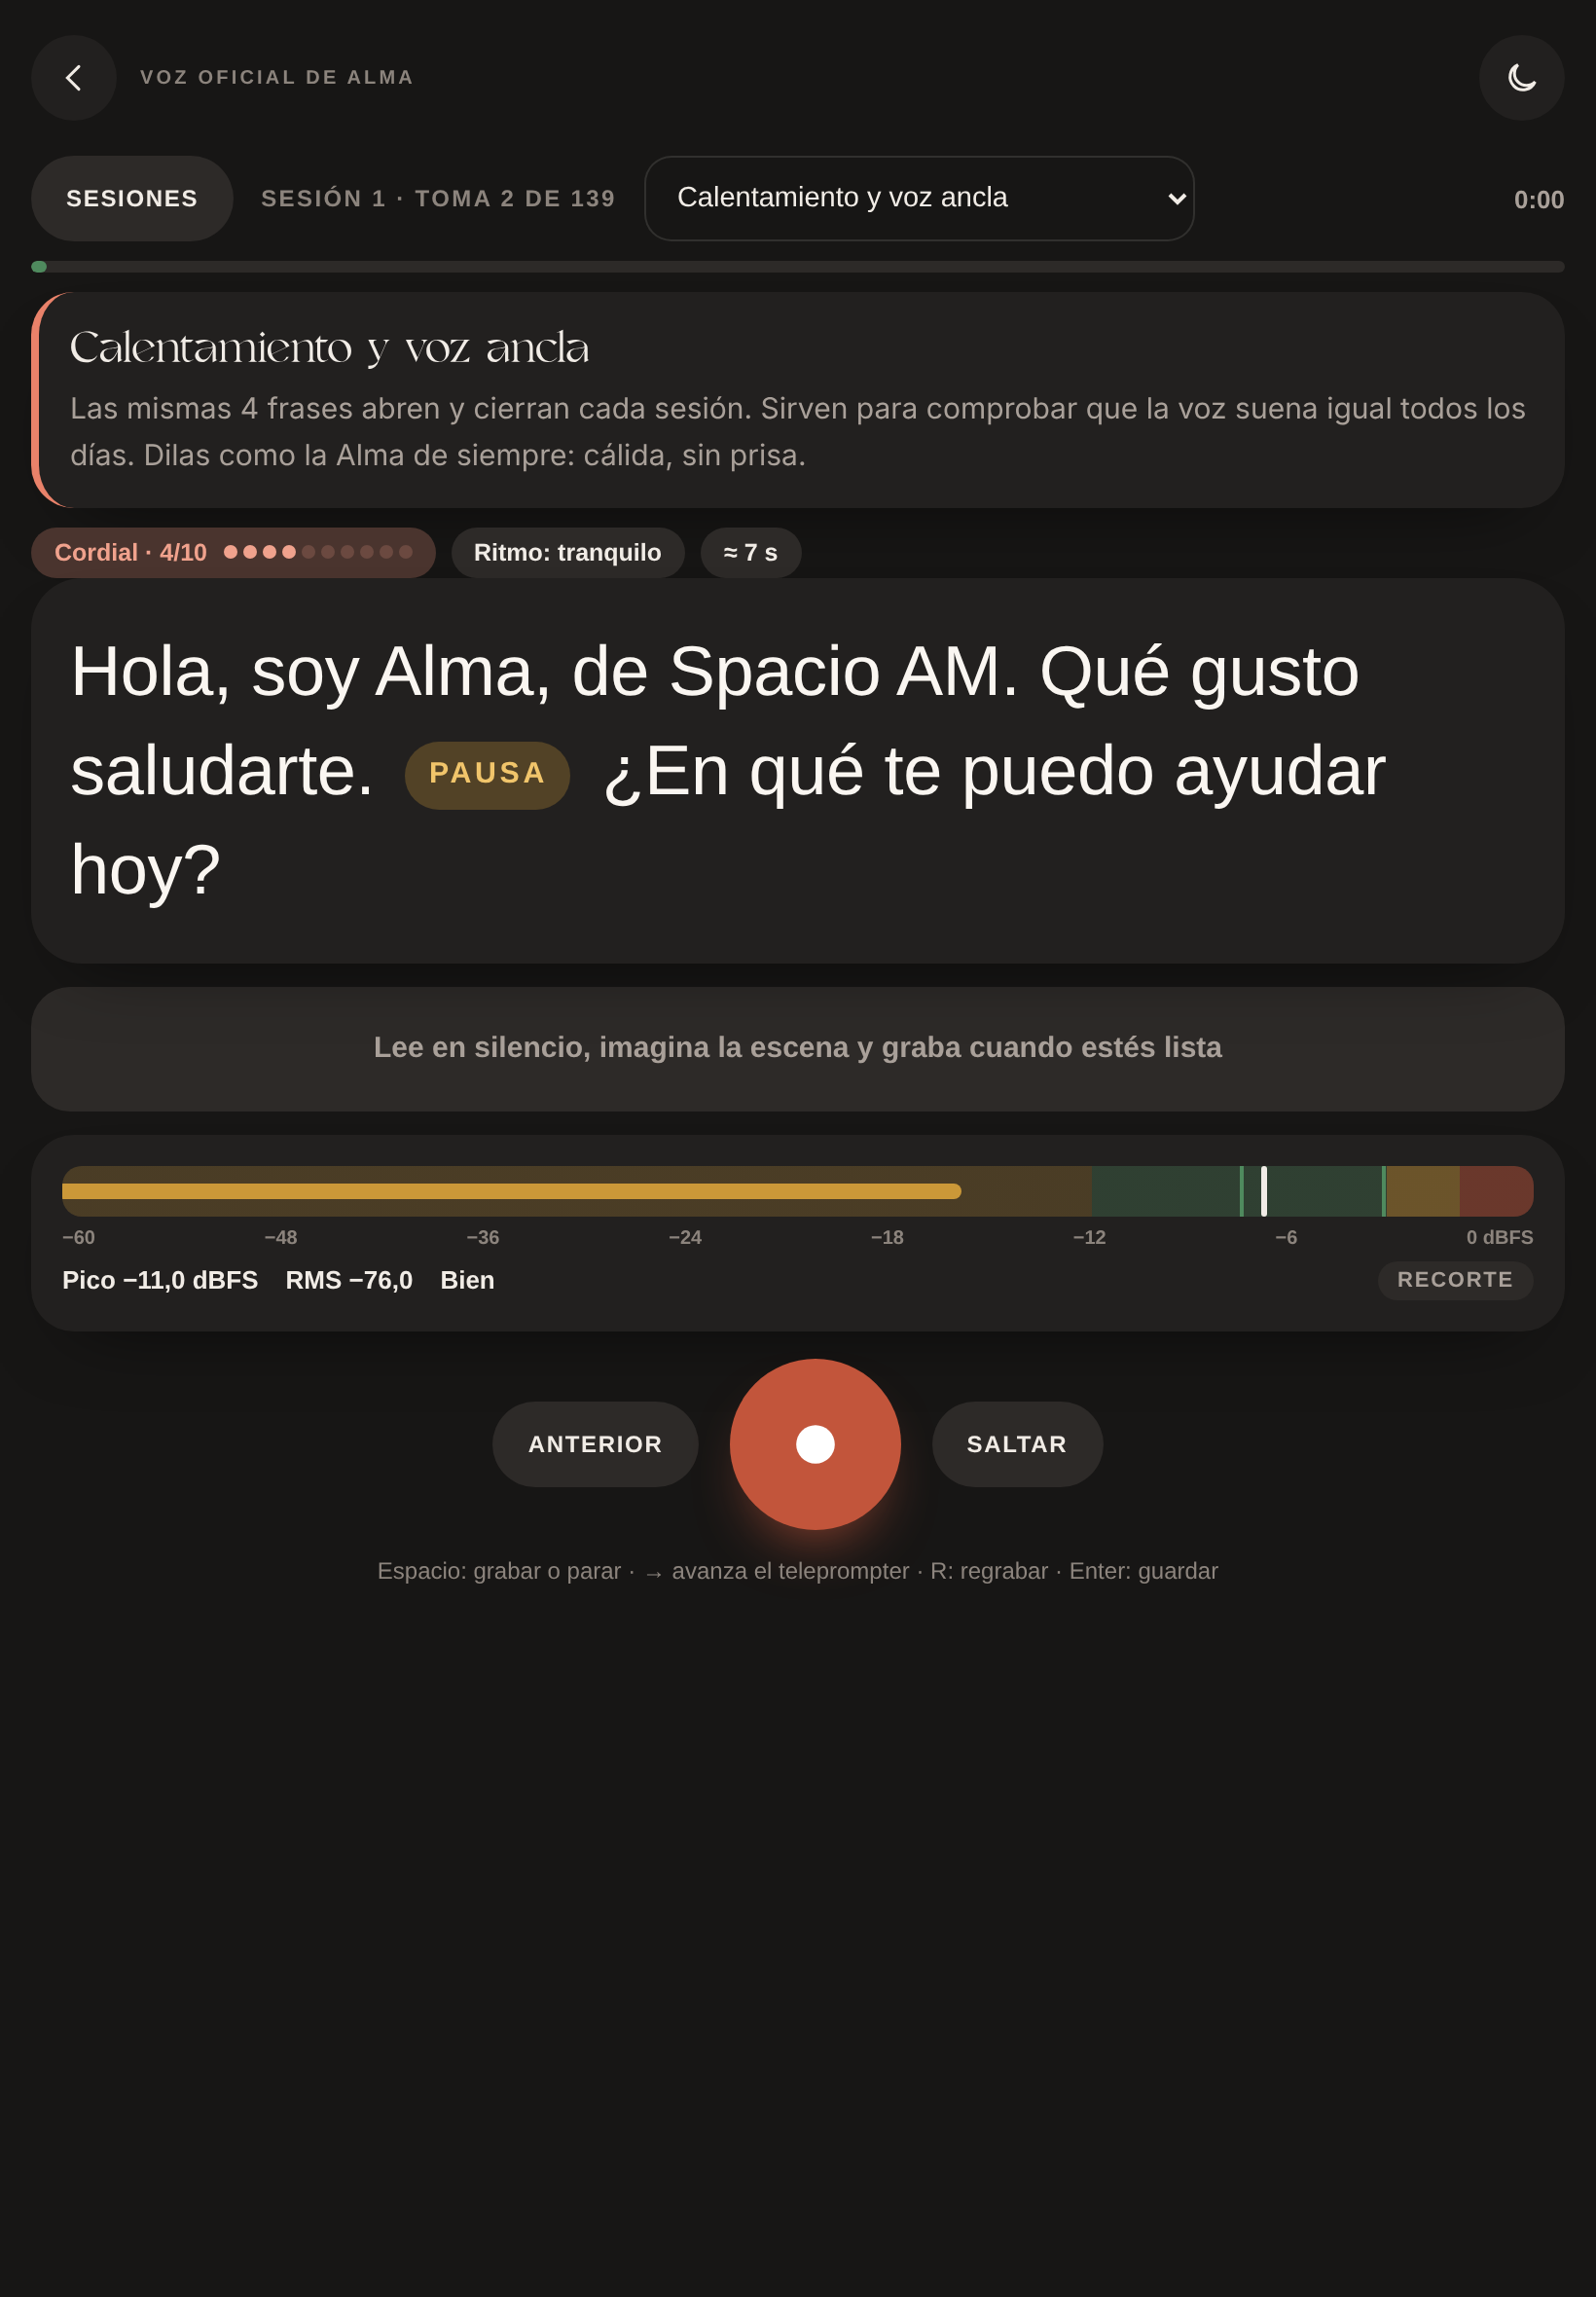 VOZ OFICIAL DE ALMA
SESIONES
SESIÓN 1 · TOMA 2 DE 139
Calentamiento y voz ancla
0:00
Calentamiento y voz ancla
Las mismas 4 frases abren y cierran cada sesión. Sirven para comprobar que la voz suena igual todos los
días. Dilas como la Alma de siempre: cálida, sin prisa.
Cordial · 4/10
Ritmo: tranquilo
≈ 7 s
Hola, soy Alma, de Spacio AM. Qué gusto
saludarte. PAUSA ¿En qué te puedo ayudar
hoy?
Lee en silencio, imagina la escena y graba cuando estés lista
−60 −48 −36 −24 −18 −12 −6 0 dBFS
Pico −11,0 dBFS RMS −76,0 Bien
RECORTE
ANTERIOR
SALTAR
Espacio: grabar o parar · → avanza el teleprompter · R: regrabar · Enter: guardar